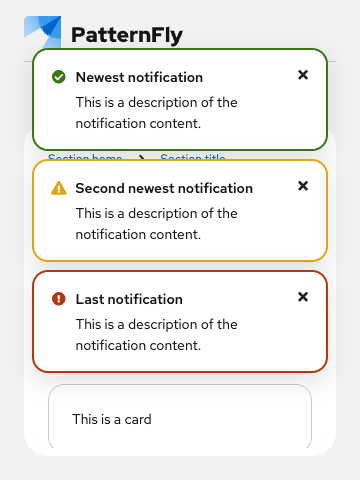 PatternFly
Newest notification
This is a description of the
notification content.
Section home Section title
Second newest notification
This is a description of the
notification content.
Last notification
This is a description of the
notification content.
This is a card